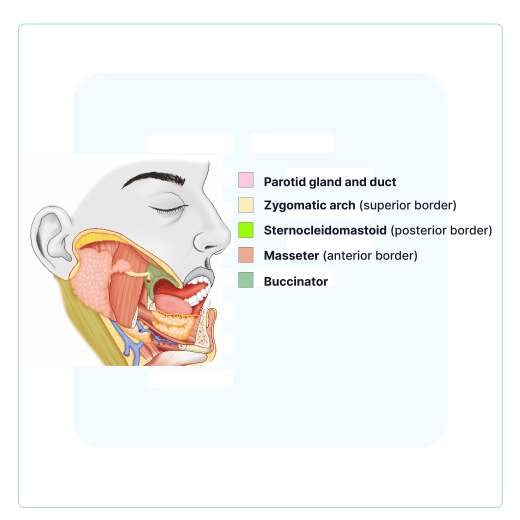 Parotid gland and duct
Zygomatic arch (superior border)
Sternocleidomastoid (posterior border)
Masseter (anterior border)
Buccinator